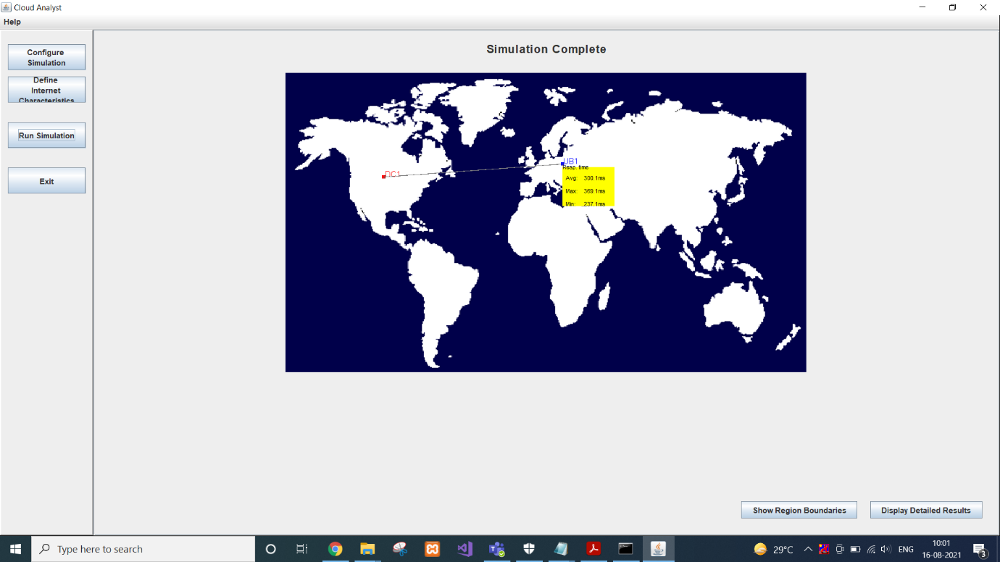 Cloud Analyst
Help
Configure
Simulation
Define
Internet
Characteristics
Run Simulation
Exit
Simulation Complete
DC1
UB1
Resp. time
Avg: 300.1ms
Max: 369.1ms
Min: 237.1ms
Show Region Boundaries
Display Detailed Results
Type here to search
29°C
ENG
10:01
16-08-2021
3